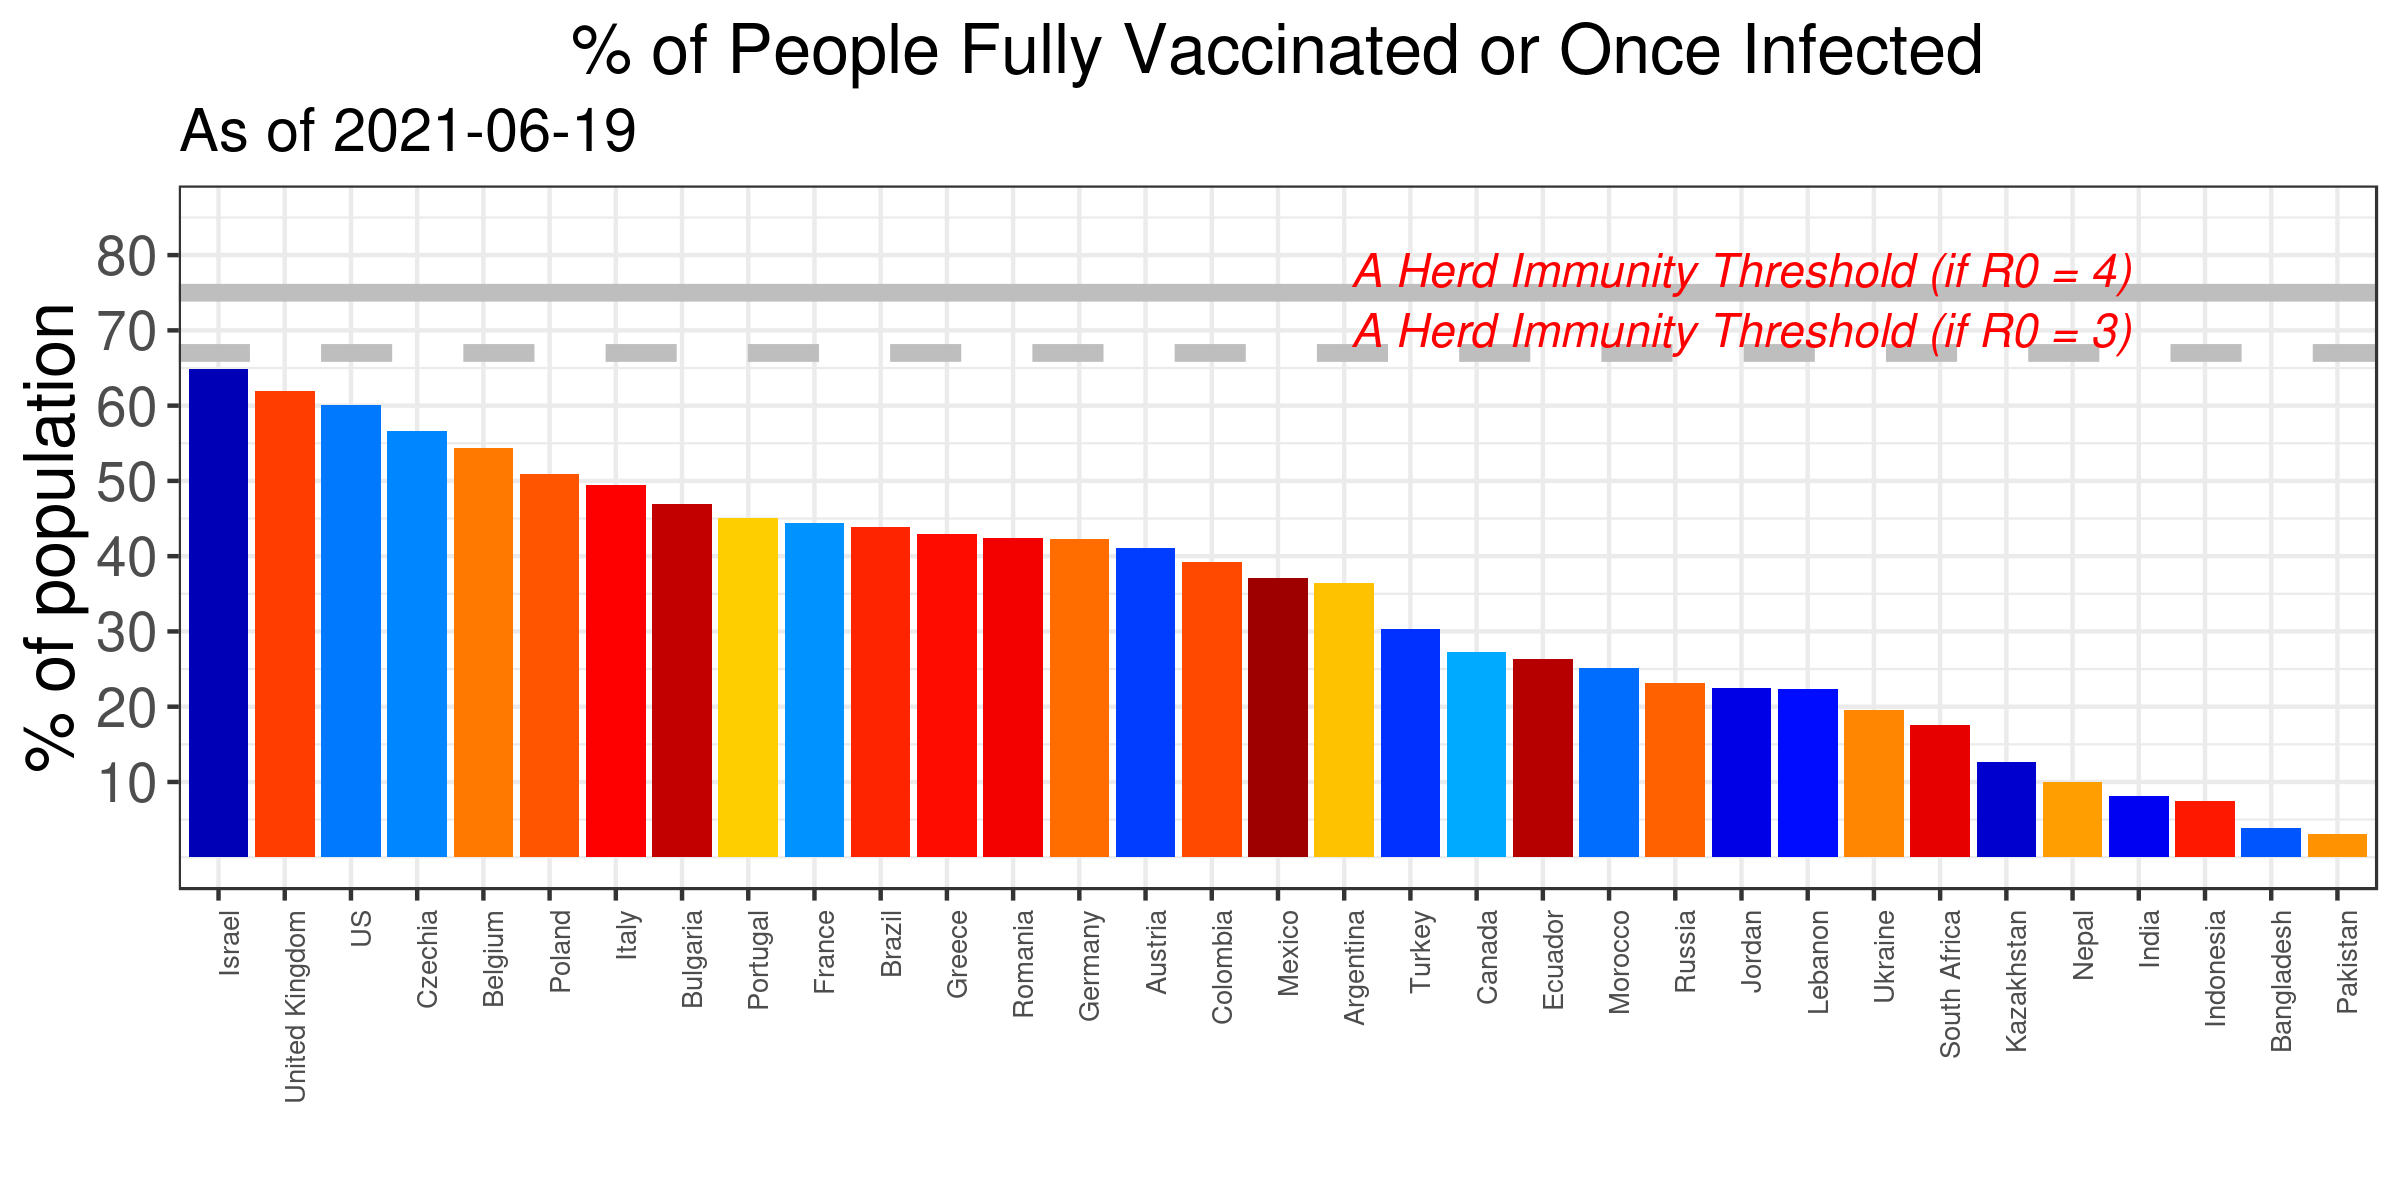 % of People Fully Vaccinated or Once Infected
As of 2021-06-19
% of population
80
70
60
50
40
30
20
10
A Herd Immunity Threshold (if R0 = 4)
A Herd Immunity Threshold (if R0 = 3)
Israel
United Kingdom
US
Czechia
Belgium
Poland
Italy
Bulgaria
Portugal
France
Brazil
Greece
Romania
Germany
Austria
Colombia
Mexico
Argentina
Turkey
Canada
Ecuador
Morocco
Russia
Jordan
Lebanon
Ukraine
South Africa
Kazakhstan
Nepal
India
Indonesia
Bangladesh
Pakistan